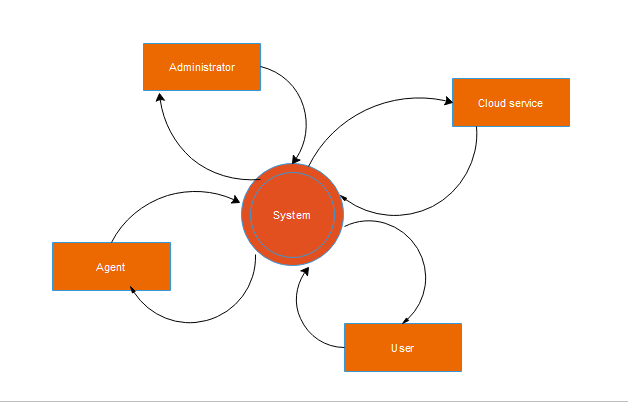 Administrator
Cloud service
System
Agent
User